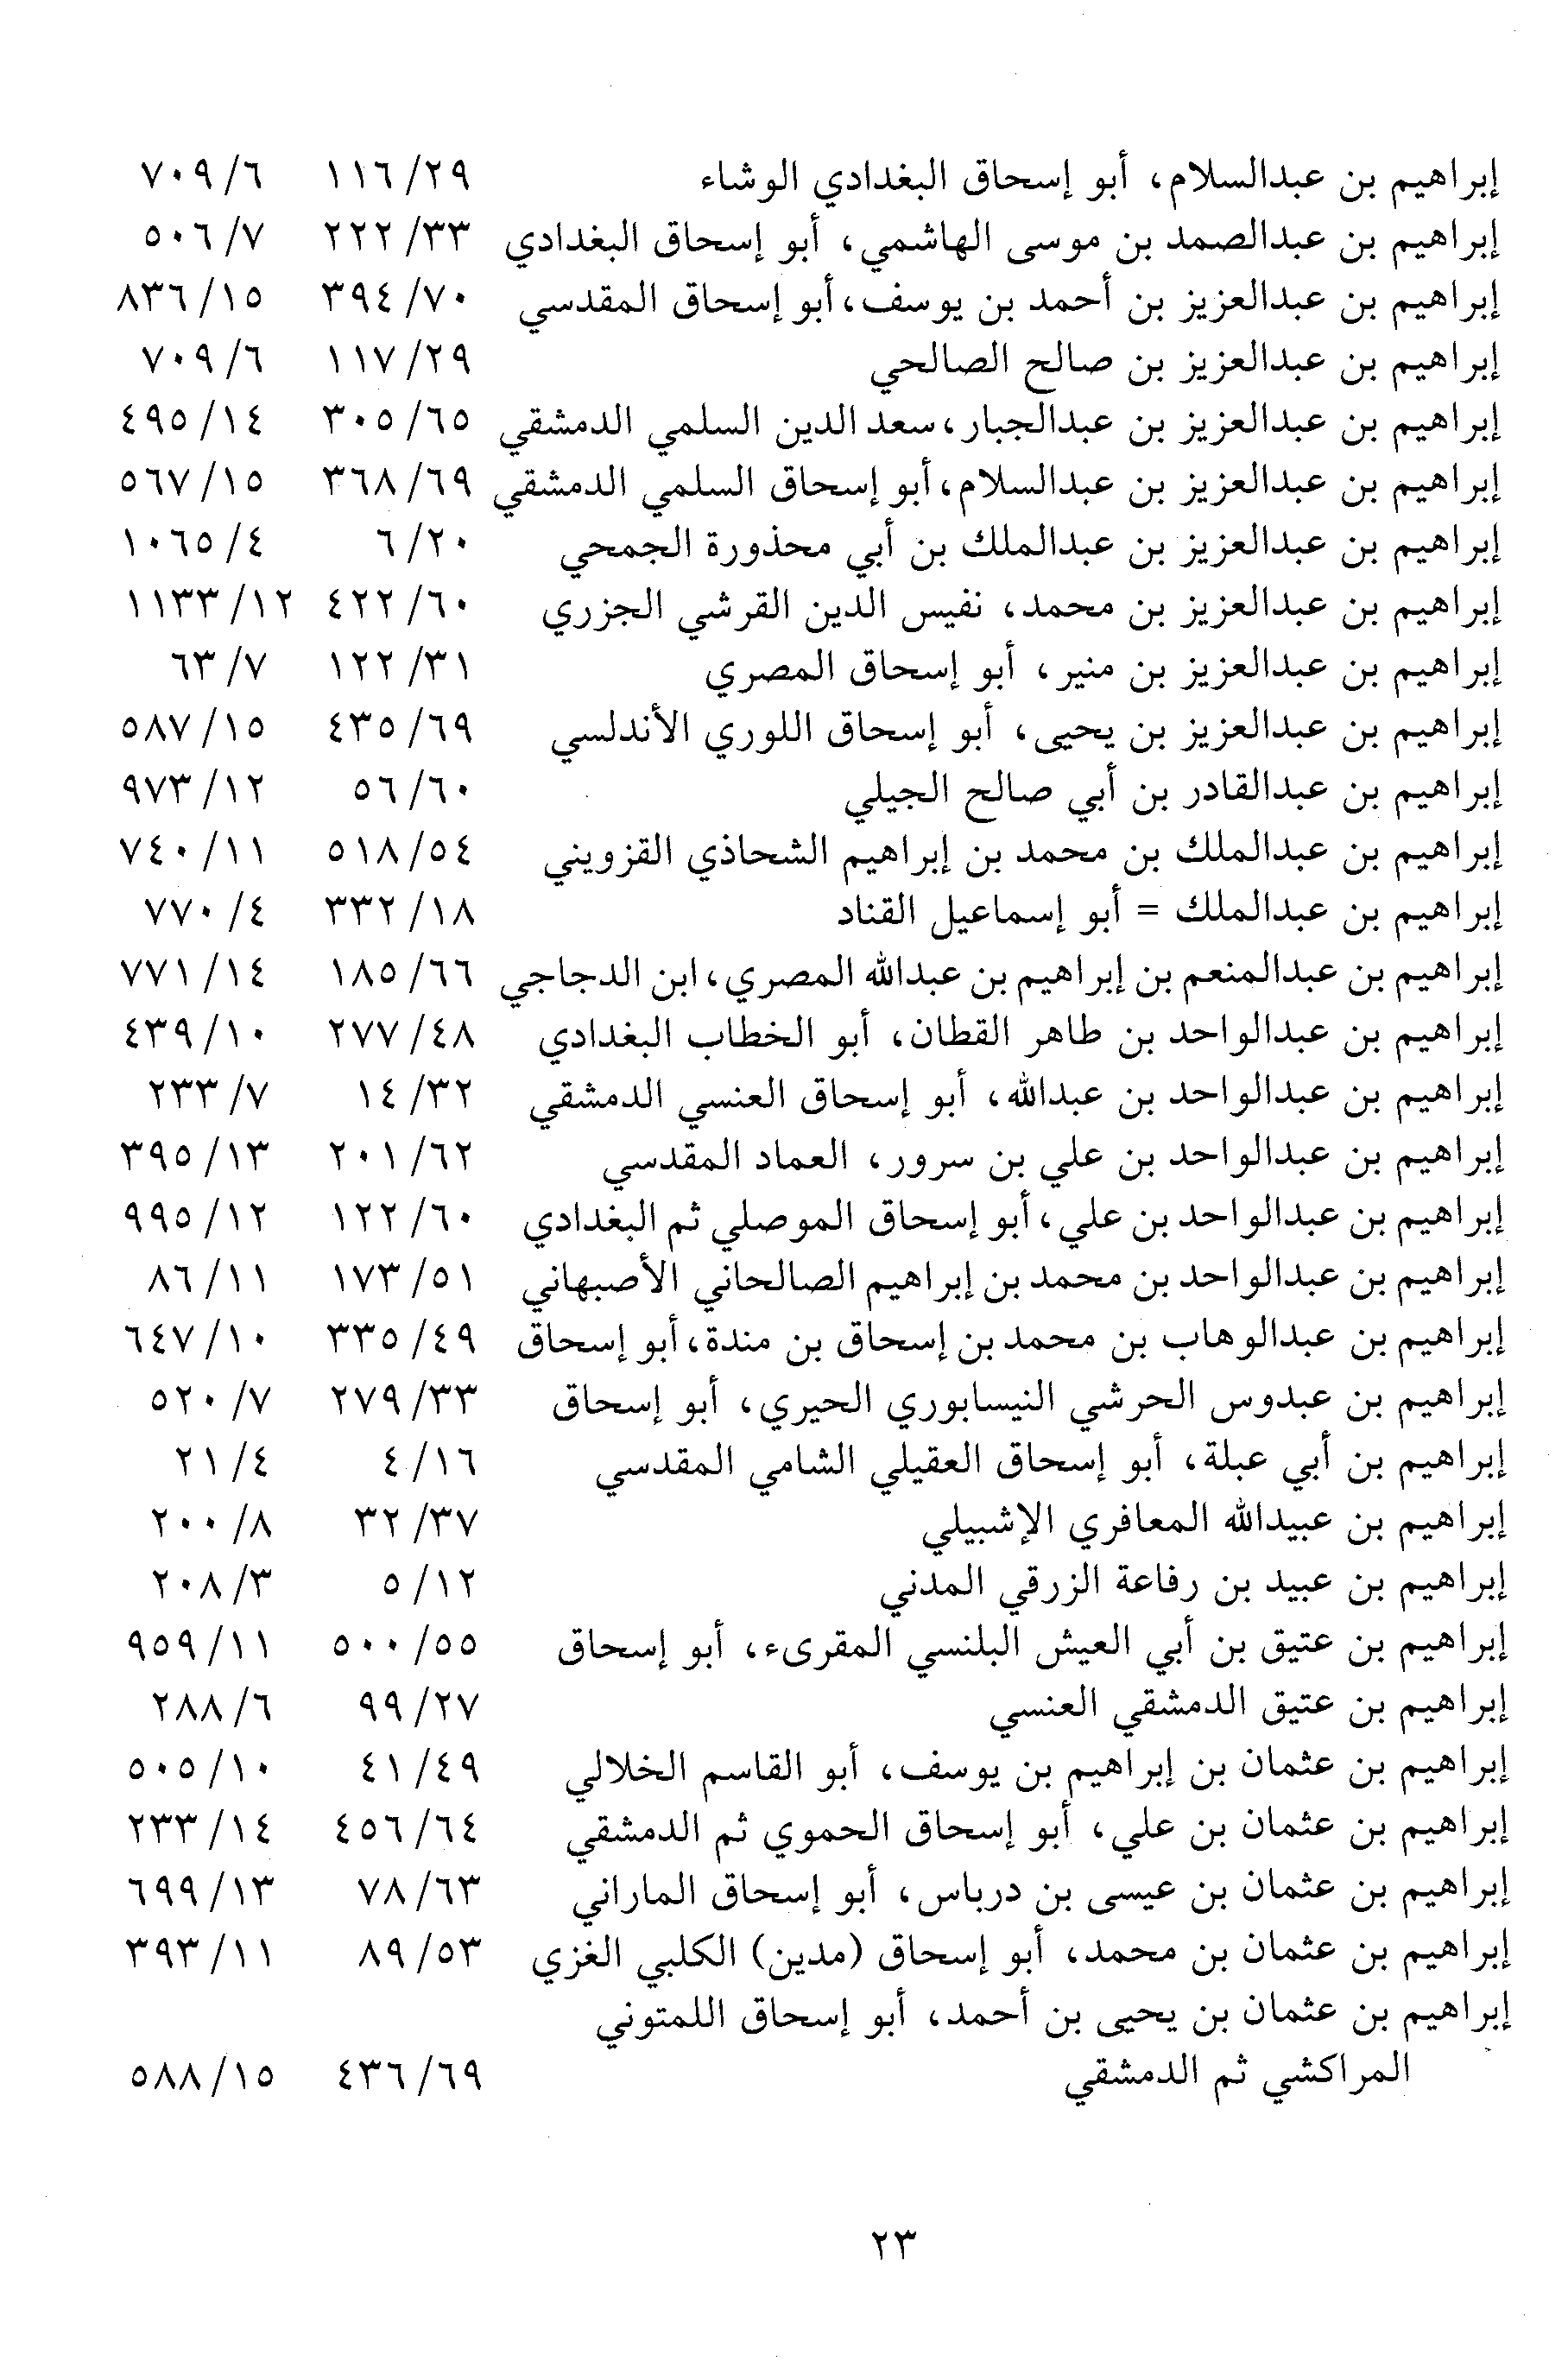 إبراهيم بن عبدالسلام، أبو إسحاق البغدادي الوشاء ٢٩/ ١١٦ ٦/ ٧٠٩
إبراهيم بن عبدالصمد بن موسى الهاشمي، أبو إسحاق البغدادي ٣٣/ ٢٢٢ ٧/ ٥٠٦
إبراهيم بن عبدالعزيز بن أحمد بن يوسف، أبو إسحاق المقدسي ٧٠/ ٣٩٤ ١٥/ ٨٣٦
إبراهيم بن عبدالعزيز بن صالح الصالحي ٢٩/ ١١٧ ٦/ ٧٠٩
إبراهيم بن عبدالعزيز بن عبدالجبار، سعد الدين السلمي الدمشقي ٦٥/ ٣٠٥ ١٤/ ٤٩٥
إبراهيم بن عبدالعزيز بن عبدالسلام، أبو إسحاق السلمي الدمشقي ٦٩/ ٣٦٨ ١٥/ ٥٦٧
إبراهيم بن عبدالعزيز بن عبدالملك بن أبي محذورة الجمحي ٢٠/ ٦ ٤/ ١٠٦٥
إبراهيم بن عبدالعزيز بن محمد، نفيس الدين القرشي الجزري ٦٠/ ٤٢٢ ١٢/ ١١٣٣
إبراهيم بن عبدالعزيز بن منير، أبو إسحاق المصري ٣١/ ١٢٢ ٧/ ٦٣
إبراهيم بن عبدالعزيز بن يحيى، أبو إسحاق اللوري الأندلسي ٦٩/ ٤٣٥ ١٥/ ٥٨٧
إبراهيم بن عبدالقادر بن أبي صالح الجيلي ٦٠/ ٥٦ ١٢/ ٩٧٣
إبراهيم بن عبدالملك بن محمد بن إبراهيم الشحاذي القزويني ٥٤/ ٥١٨ ١١/ ٧٤٠
إبراهيم بن عبدالملك = أبو إسماعيل القناد ١٨/ ٣٣٢ ٤/ ٧٧٠
إبراهيم بن عبدالمنعم بن إبراهيم بن عبدالله المصري، ابن الدجاجي ٦٦/ ١٨٥ ١٤/ ٧٧١
إبراهيم بن عبدالواحد بن طاهر القطان، أبو الخطاب البغدادي ٤٨/ ٢٧٧ ١٠/ ٤٣٩
إبراهيم بن عبدالواحد بن عبدالله، أبو إسحاق العنسي الدمشقي ٣٢/ ١٤ ٧/ ٢٣٣
إبراهيم بن عبدالواحد بن علي بن سرور، العماد المقدسي ٦٢/ ٢٠١ ١٣/ ٣٩٥
إبراهيم بن عبدالواحد بن علي، أبو إسحاق الموصلي ثم البغدادي ٦٠/ ١٢٢ ١٢/ ٩٩٥
إبراهيم بن عبدالواحد بن محمد بن إبراهيم الصالحاني الأصبهاني ٥١/ ١٧٣ ١١/ ٨٦
إبراهيم بن عبدالوهاب بن محمد بن إسحاق بن مندة، أبو إسحاق ٤٩/ ٣٣٥ ١٠/ ٦٤٧
إبراهيم بن عبدوس الحرشي النيسابوري الحيري، أبو إسحاق ٣٣/ ٢٧٩ ٧/ ٥٢٠
إبراهيم بن أبي عبلة، أبو إسحاق العقيلي الشامي المقدسي ١٦/ ٤ ٤/ ٢١
إبراهيم بن عبيدالله المعافري الإشبيلي ٣٧/ ٣٢ ٨/ ٢٠٠
إبراهيم بن عبيد بن رفاعة الزرقي المدني ١٢/ ٥ ٣/ ٢٠٨
إبراهيم بن عتيق بن أبي العيش البلنسي المقرىء، أبو إسحاق ٥٥/ ٥٠٠ ١١/ ٩٥٩
إبراهيم بن عتيق الدمشقي العنسي ٢٧/ ٩٩ ٦/ ٢٨٨
إبراهيم بن عثمان بن إبراهيم بن يوسف، أبو القاسم الخلالي ٤٩/ ٤١ ١٠/ ٥٠٥
إبراهيم بن عثمان بن علي، أبو إسحاق الحموي ثم الدمشقي ٦٤/ ٤٥٦ ١٤/ ٢٣٣
إبراهيم بن عثمان بن عيسى بن درباس، أبو إسحاق الماراني ٦٣/ ٧٨ ١٣/ ٦٩٩
إبراهيم بن عثمان بن محمد، أبو إسحاق (مدين) الكلبي الغزي ٥٣/ ٨٩ ١١/ ٣٩٣
إبراهيم بن عثمان بن يحيى بن أحمد، أبو إسحاق اللمتوني
المراكشي ثم الدمشقي ٦٩/ ٤٣٦ ١٥/ ٥٨٨
٢٣